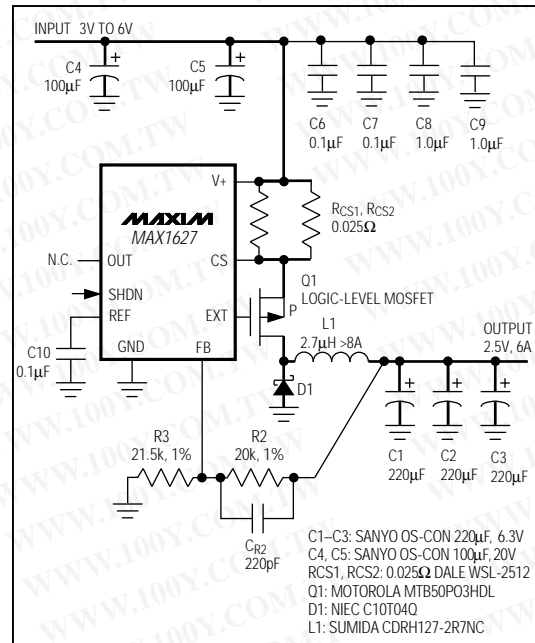 INPUT 3V TO 6V
C4
100µF
C5
100µF
C6
0.1µF
C7
0.1µF
C8
1.0µF
C9
1.0µF
V+
MAXIM
MAX1627
RCS1, RCS2
0.025Ω
N.C.
OUT
CS
Q1
LOGIC-LEVEL MOSFET
P
SHDN
REF
EXT
L1
2.7µH >8A
OUTPUT
2.5V, 6A
C10
0.1µF
GND
FB
D1
C1
220µF
C2
220µF
C3
220µF
R3
21.5k, 1%
R2
20k, 1%
CR2
220pF
C1–C3: SANYO OS-CON 220µF, 6.3V
C4, C5: SANYO OS-CON 100µF, 20V
RCS1, RCS2: 0.025Ω DALE WSL-2512
Q1: MOTOROLA MTB50PO3HDL
D1: NIEC C10T04Q
L1: SUMIDA CDRH127-2R7NC
WWW.100Y.COM.TW